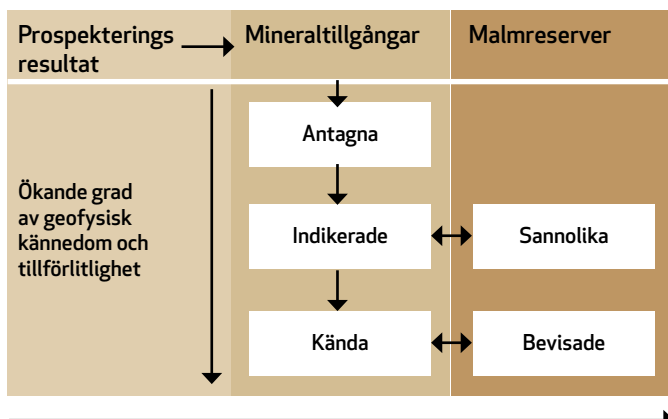 Prospekterings
resultat
Mineraltillgångar
Malmreserver
Antagna
Ökande grad
av geofysisk
kännedom och
tillförlitlighet
Indikerade
Sannolika
Kända
Bevisade